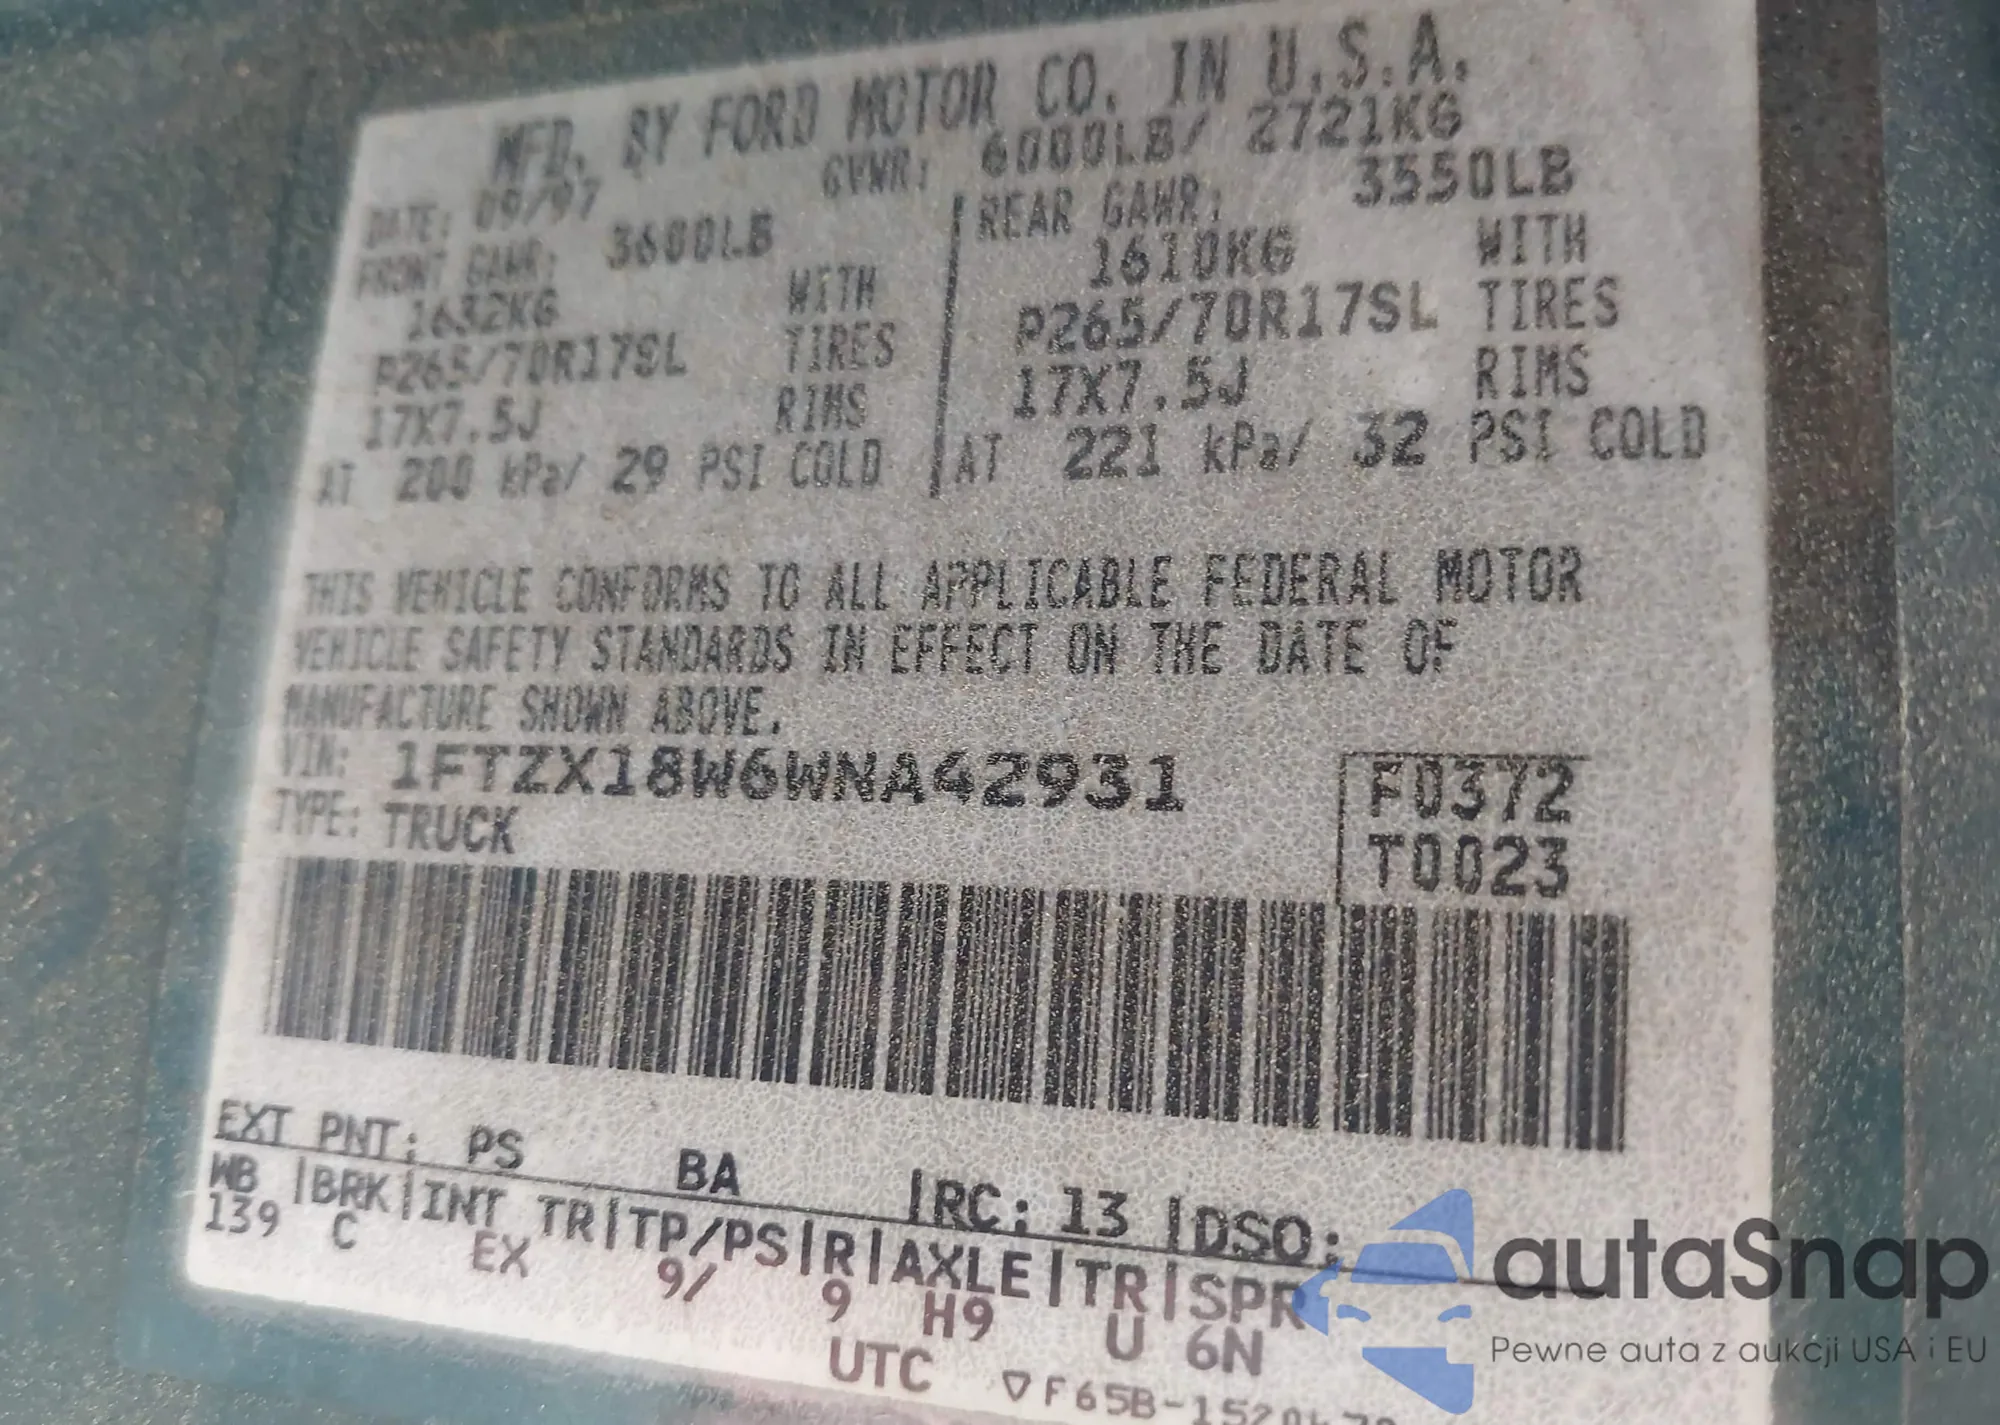 MFD. BY FORD MOTOR CO. IN U.S.A.
DATE: 09/97 GVWR: 6000LB/ 2721KG
FRONT GAWR: 3600LB
1632KG WITH
P265/70R17SL TIRES
17X7.5J RIMS
AT 200 kPa/ 29 PSI COLD
REAR GAWR: 3550LB
1610KG WITH
P265/70R17SL TIRES
17X7.5J RIMS
AT 221 kPa/ 32 PSI COLD
THIS VEHICLE CONFORMS TO ALL APPLICABLE FEDERAL MOTOR
VEHICLE SAFETY STANDARDS IN EFFECT ON THE DATE OF
MANUFACTURE SHOWN ABOVE.
VIN: 1FTZX18W6WNA42931
TYPE: TRUCK
F0372
T0023
EXT PNT: PS BA |RC: 13 |DSO:
WB |BRK|INT TR|TP/PS|R|AXLE|TR|SPR
139 C EX 9/ 9 H9 U 6N
UTC
autaSnap
Pewne auta z aukcji USA i EU